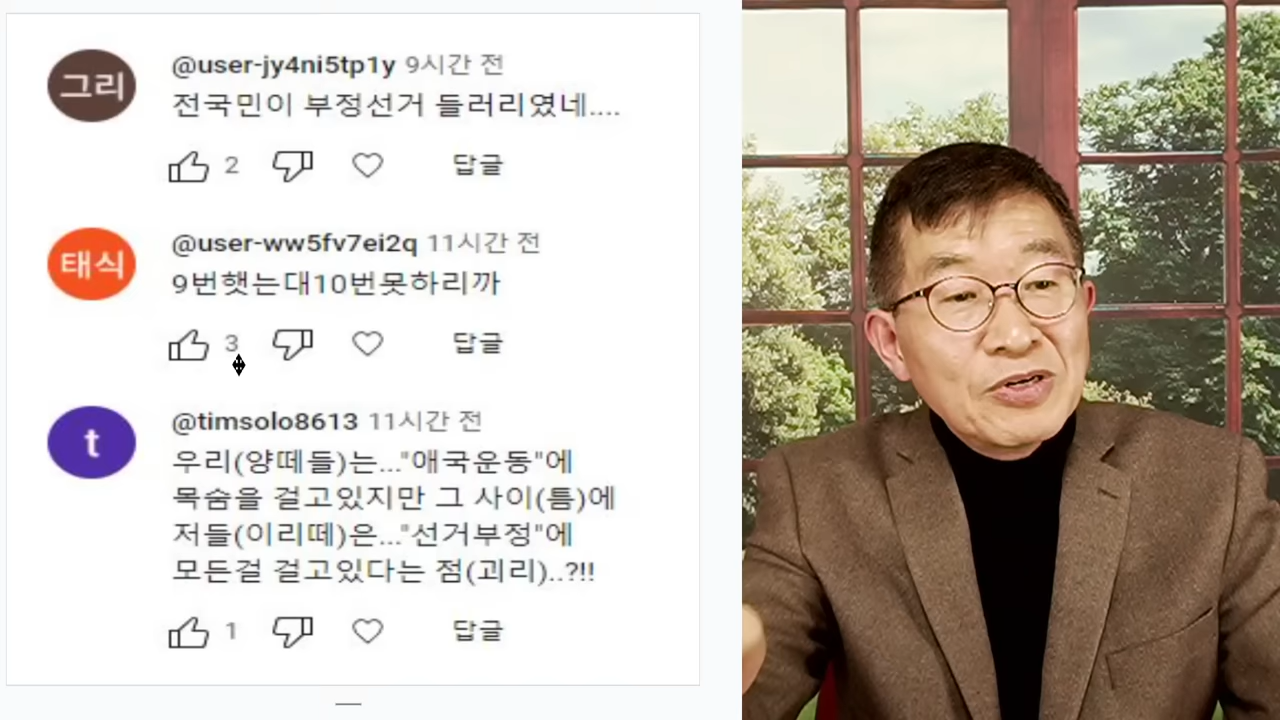 그리
@user-jy4ni5tp1y 9시간 전
전국민이 부정선거 들러리였네....
2 답글
태식
@user-ww5fv7ei2q 11시간 전
9번햇는대10번못하리까
3 답글
t
@timsolo8613 11시간 전
우리(양떼들)는..."애국운동"에
목숨을 걸고있지만 그 사이(틈)에
저들(이리떼)은..."선거부정"에
모든걸 걸고있다는 점(괴리)..?!!
1 답글